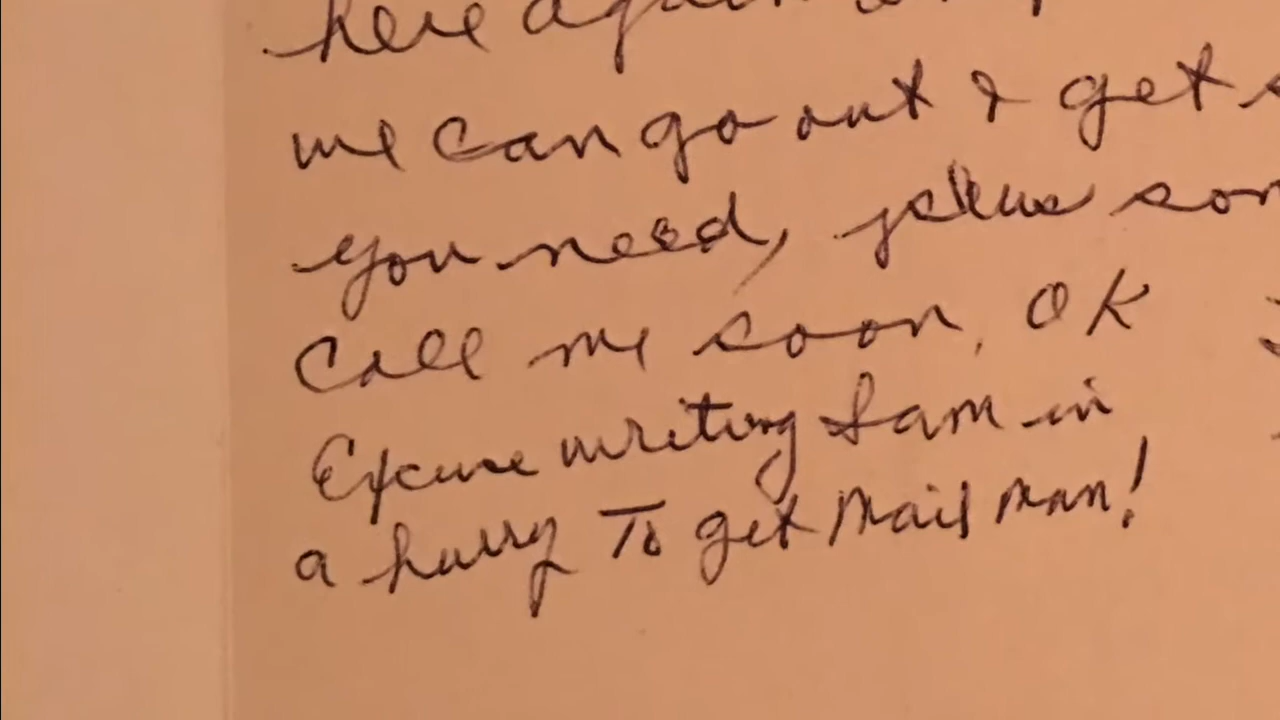 here again
we can go out & get
you need, plus
Call me soon, OK
Excuse writing I am in
a hurry To get Mail Man!